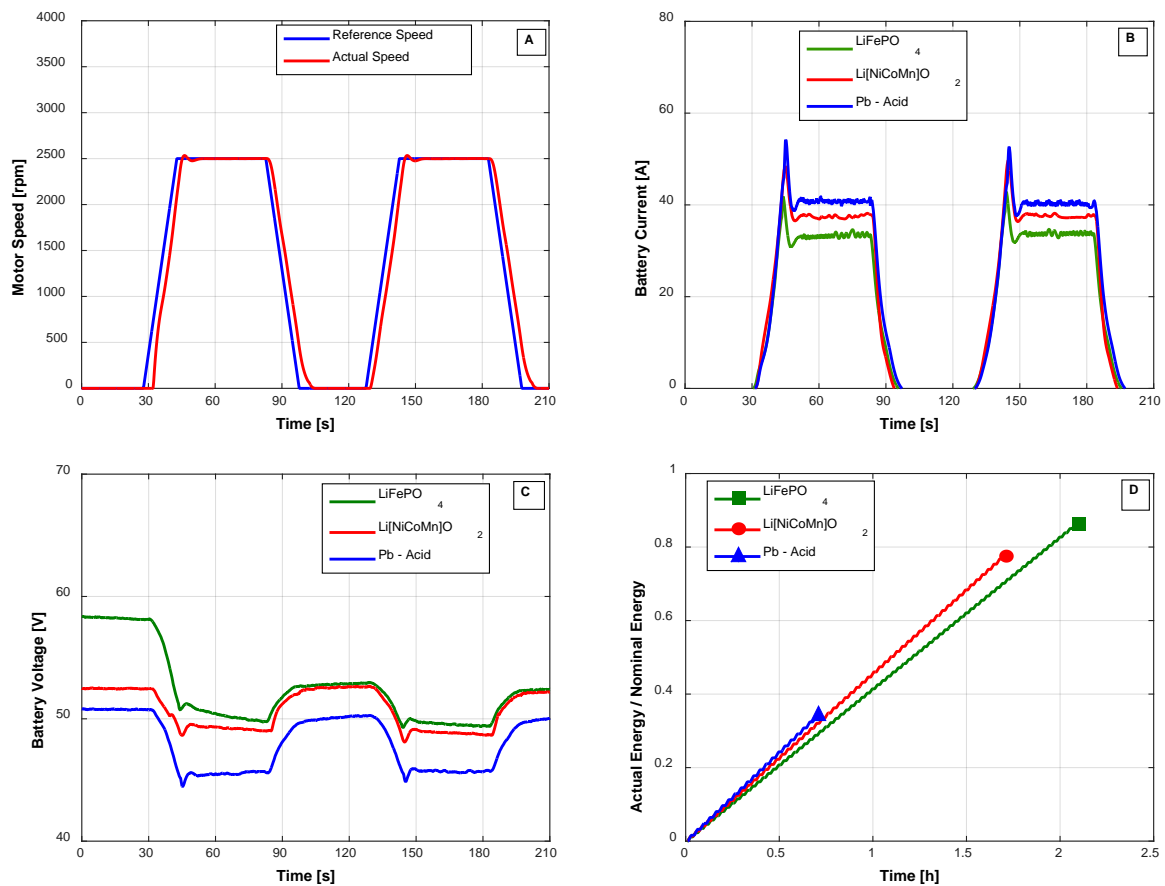 A
Reference Speed
Actual Speed
4000
3500
3000
2500
2000
1500
1000
500
0
Motor Speed [rpm]
0 30 60 90 120 150 180 210
Time [s]
B
LiFePO
4
Li[NiCoMn]O
2
Pb - Acid
80
60
40
20
0
Battery Current [A]
0 30 60 90 120 150 180 210
Time [s]
C
LiFePO
4
Li[NiCoMn]O
2
Pb - Acid
70
60
50
40
Battery Voltage [V]
0 30 60 90 120 150 180 210
Time [s]
D
LiFePO
4
Li[NiCoMn]O
2
Pb - Acid
1
0.8
0.6
0.4
0.2
0
Actual Energy / Nominal Energy
0 0.5 1 1.5 2 2.5
Time [h]